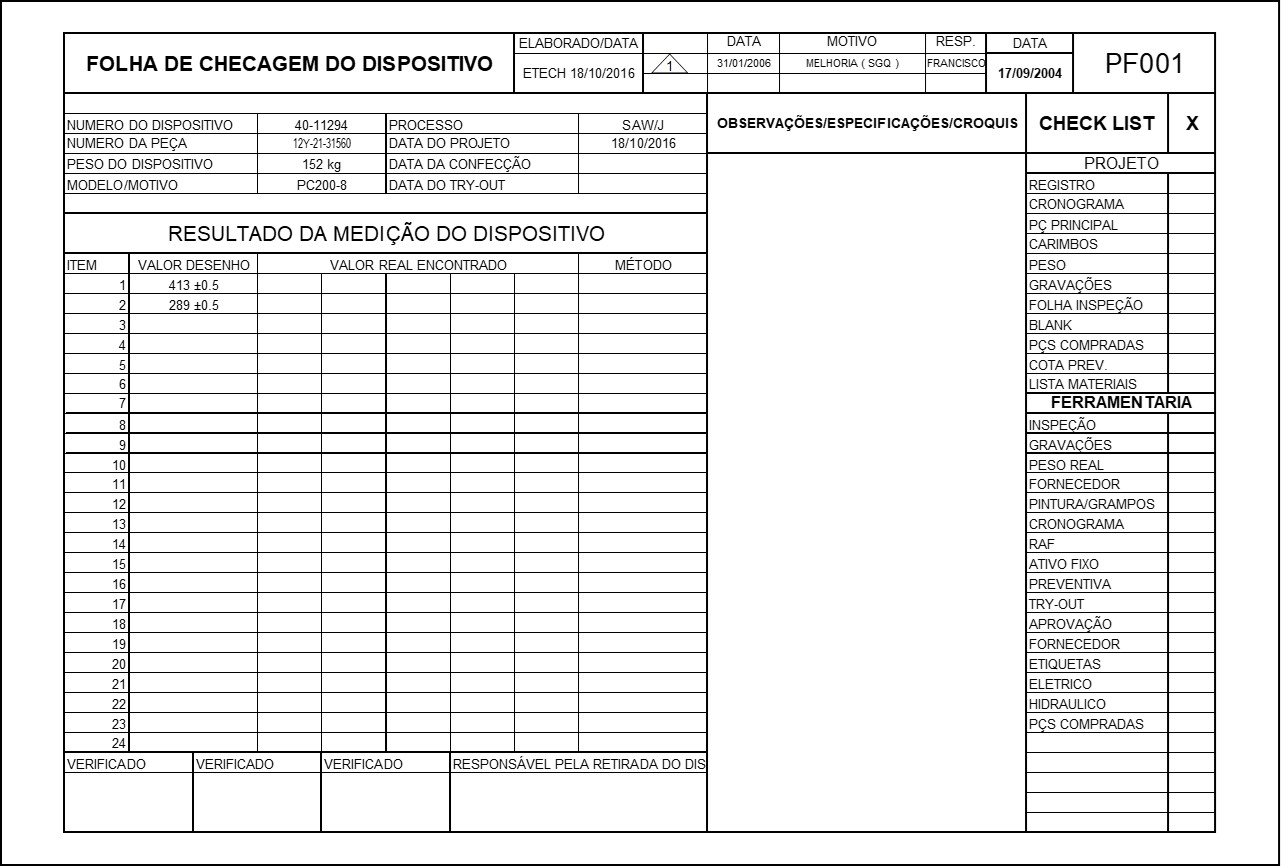 FOLHA DE CHECAGEM DO DISPOSITIVO
ELABORADO/DATA
ETECH 18/10/2016
1
DATA MOTIVO RESP.
31/01/2006 MELHORIA ( SGQ ) FRANCISCO
DATA
17/09/2004
PF001
NUMERO DO DISPOSITIVO 40-11294 PROCESSO SAW/J
NUMERO DA PEÇA 12Y-21-31560 DATA DO PROJETO 18/10/2016
PESO DO DISPOSITIVO 152 kg DATA DA CONFECÇÃO
MODELO/MOTIVO PC200-8 DATA DO TRY-OUT
RESULTADO DA MEDIÇÃO DO DISPOSITIVO
ITEM VALOR DESENHO VALOR REAL ENCONTRADO MÉTODO
1 413 ±0.5
2 289 ±0.5
3
4
5
6
7
8
9
10
11
12
13
14
15
16
17
18
19
20
21
22
23
24
VERIFICADO VERIFICADO VERIFICADO RESPONSÁVEL PELA RETIRADA DO DIS
OBSERVAÇÕES/ESPECIFICAÇÕES/CROQUIS
CHECK LIST X
PROJETO
REGISTRO
CRONOGRAMA
PÇ PRINCIPAL
CARIMBOS
PESO
GRAVAÇÕES
FOLHA INSPEÇÃO
BLANK
PÇS COMPRADAS
COTA PREV.
LISTA MATERIAIS
FERRAMENTARIA
INSPEÇÃO
GRAVAÇÕES
PESO REAL
FORNECEDOR
PINTURA/GRAMPOS
CRONOGRAMA
RAF
ATIVO FIXO
PREVENTIVA
TRY-OUT
APROVAÇÃO
FORNECEDOR
ETIQUETAS
ELETRICO
HIDRAULICO
PÇS COMPRADAS